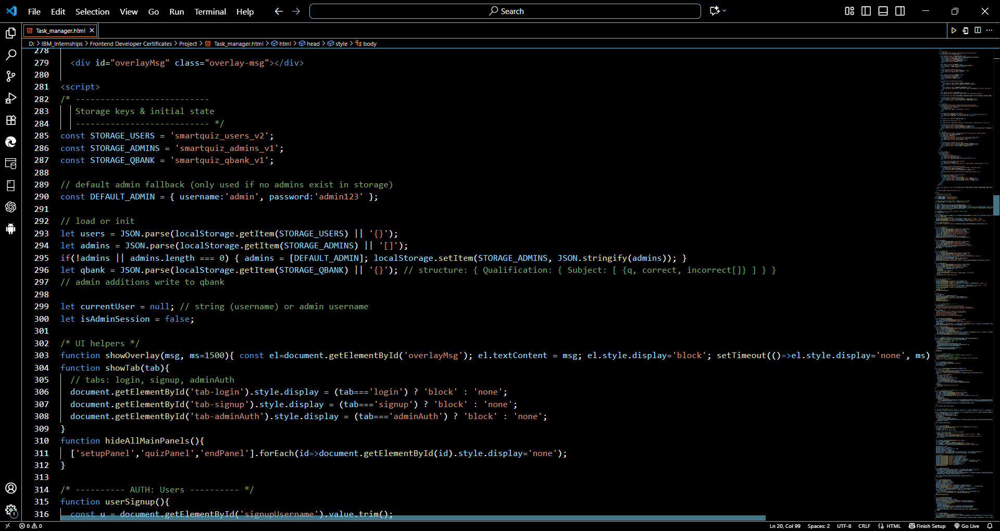 File Edit Selection View Go Run Terminal Help
Search
Task_manager.html
D: > IBM_Internships > Frontend Developer Certificates > Project > Task_manager.html > html > head > style > body
278
279 <div id="overlayMsg" class="overlay-msg"></div>
280
281 <script>
282 /* ---------------------------
283 Storage keys & initial state
284 --------------------------- */
285 const STORAGE_USERS = 'smartquiz_users_v2';
286 const STORAGE_ADMINS = 'smartquiz_admins_v1';
287 const STORAGE_QBANK = 'smartquiz_qbank_v1';
288
289 // default admin fallback (only used if no admins exist in storage)
290 const DEFAULT_ADMIN = { username:'admin', password:'admin123' };
291
292 // load or init
293 let users = JSON.parse(localStorage.getItem(STORAGE_USERS) || '{}');
294 let admins = JSON.parse(localStorage.getItem(STORAGE_ADMINS) || '[]');
295 if(!admins || admins.length === 0) { admins = [DEFAULT_ADMIN]; localStorage.setItem(STORAGE_ADMINS, JSON.stringify(admins)); }
296 let qbank = JSON.parse(localStorage.getItem(STORAGE_QBANK) || '{}'); // structure: { Qualification: { Subject: [ {q, correct, incorrect[]} ] } }
297 // admin additions write to qbank
298
299 let currentUser = null; // string (username) or admin username
300 let isAdminSession = false;
301
302 /* UI helpers */
303 function showOverlay(msg, ms=1500){ const el=document.getElementById('overlayMsg'); el.textContent = msg; el.style.display='block'; setTimeout(()=>el.style.display='none', ms)
304 function showTab(tab){
305 // tabs: login, signup, adminAuth
306 document.getElementById('tab-login').style.display = (tab==='login') ? 'block' : 'none';
307 document.getElementById('tab-signup').style.display = (tab==='signup') ? 'block' : 'none';
308 document.getElementById('tab-adminAuth').style.display = (tab==='adminAuth') ? 'block' : 'none';
309 }
310 function hideAllMainPanels(){
311 ['setupPanel','quizPanel','endPanel'].forEach(id=>document.getElementById(id).style.display='none');
312 }
313
314 /* ---------- AUTH: Users ---------- */
315 function userSignup(){
316 const u = document.getElementById('signupUsername').value.trim();
1
0 0
Ln 20, Col 99 Spaces: 2 UTF-8 CRLF HTML Finish Setup Go Live